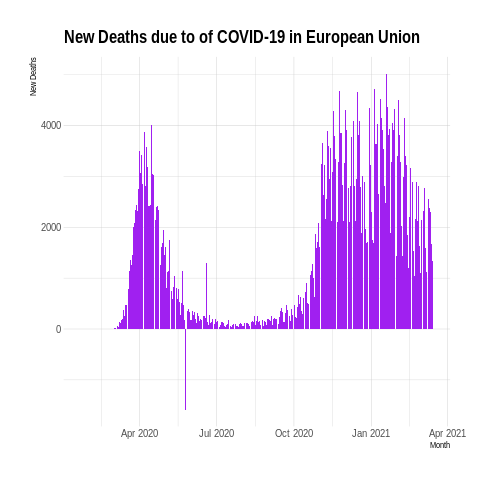 New Deaths due to of COVID-19 in European Union
New Deaths
4000
2000
0
Apr 2020 Jul 2020 Oct 2020 Jan 2021 Apr 2021
Month